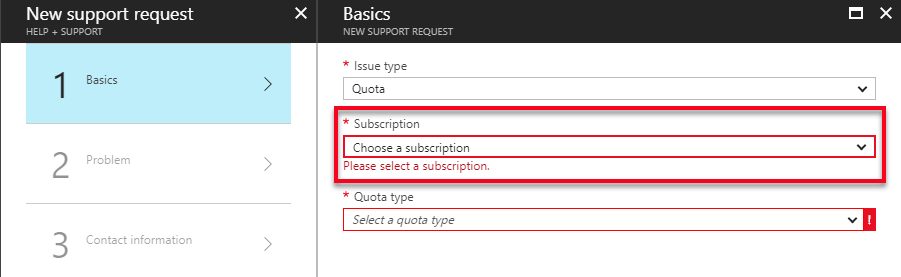 New support request
HELP + SUPPORT
1 Basics
2 Problem
3 Contact information
Basics
NEW SUPPORT REQUEST
* Issue type
Quota
* Subscription
Choose a subscription
Please select a subscription.
* Quota type
Select a quota type
!